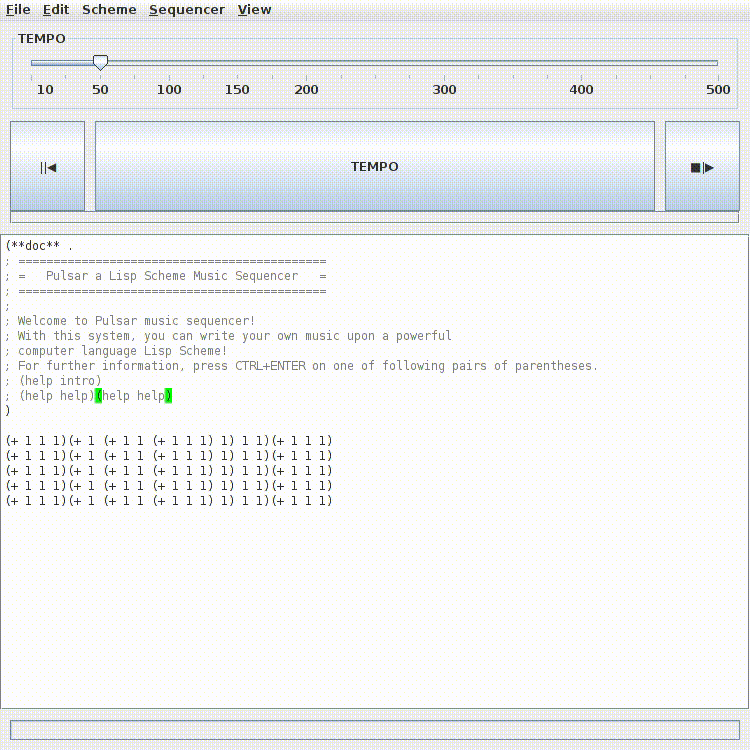 File Edit Scheme Sequencer View
TEMPO
10 50 100 150 200 300 400 500
||◀ TEMPO ■|▶
(**doc** .
; ============================================
; =   Pulsar a Lisp Scheme Music Sequencer   =
; ============================================
;
; Welcome to Pulsar music sequencer!
; With this system, you can write your own music upon a powerful
; computer language Lisp Scheme!
; For further information, press CTRL+ENTER on one of following pairs of parentheses.
; (help intro)
; (help help)(help help)
)
(+ 1 1 1)(+ 1 (+ 1 1 (+ 1 1 1) 1) 1 1)(+ 1 1 1)
(+ 1 1 1)(+ 1 (+ 1 1 (+ 1 1 1) 1) 1 1)(+ 1 1 1)
(+ 1 1 1)(+ 1 (+ 1 1 (+ 1 1 1) 1) 1 1)(+ 1 1 1)
(+ 1 1 1)(+ 1 (+ 1 1 (+ 1 1 1) 1) 1 1)(+ 1 1 1)
(+ 1 1 1)(+ 1 (+ 1 1 (+ 1 1 1) 1) 1 1)(+ 1 1 1)